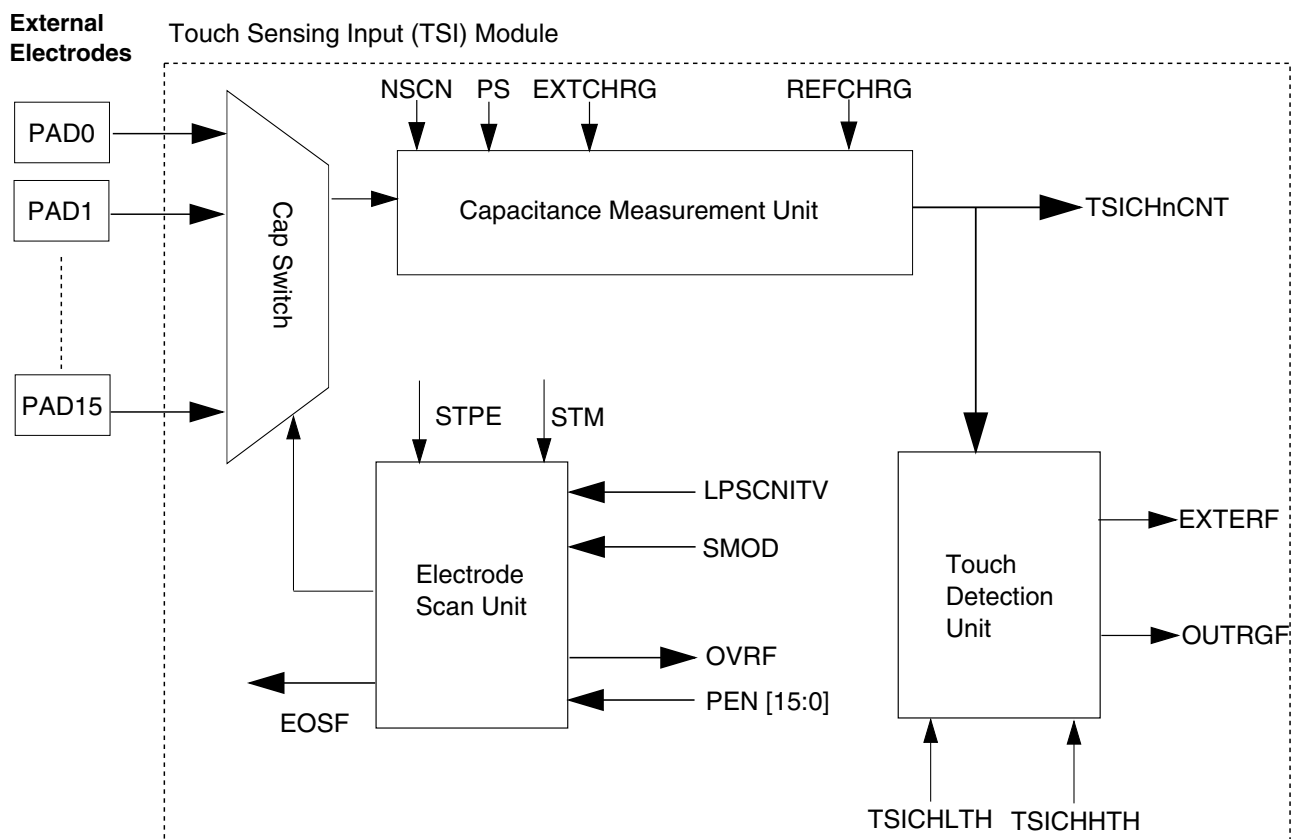 External
Electrodes
Touch Sensing Input (TSI) Module
NSCN PS EXTCHRG REFCHRG
PAD0
PAD1
PAD15
Cap Switch
Capacitance Measurement Unit
TSICHnCNT
STPE STM
LPSCNITV
SMOD
Electrode
Scan Unit
OVRF
PEN [15:0]
EOSF
Touch
Detection
Unit
EXTERF
OUTRGF
TSICHLTH TSICHHTH